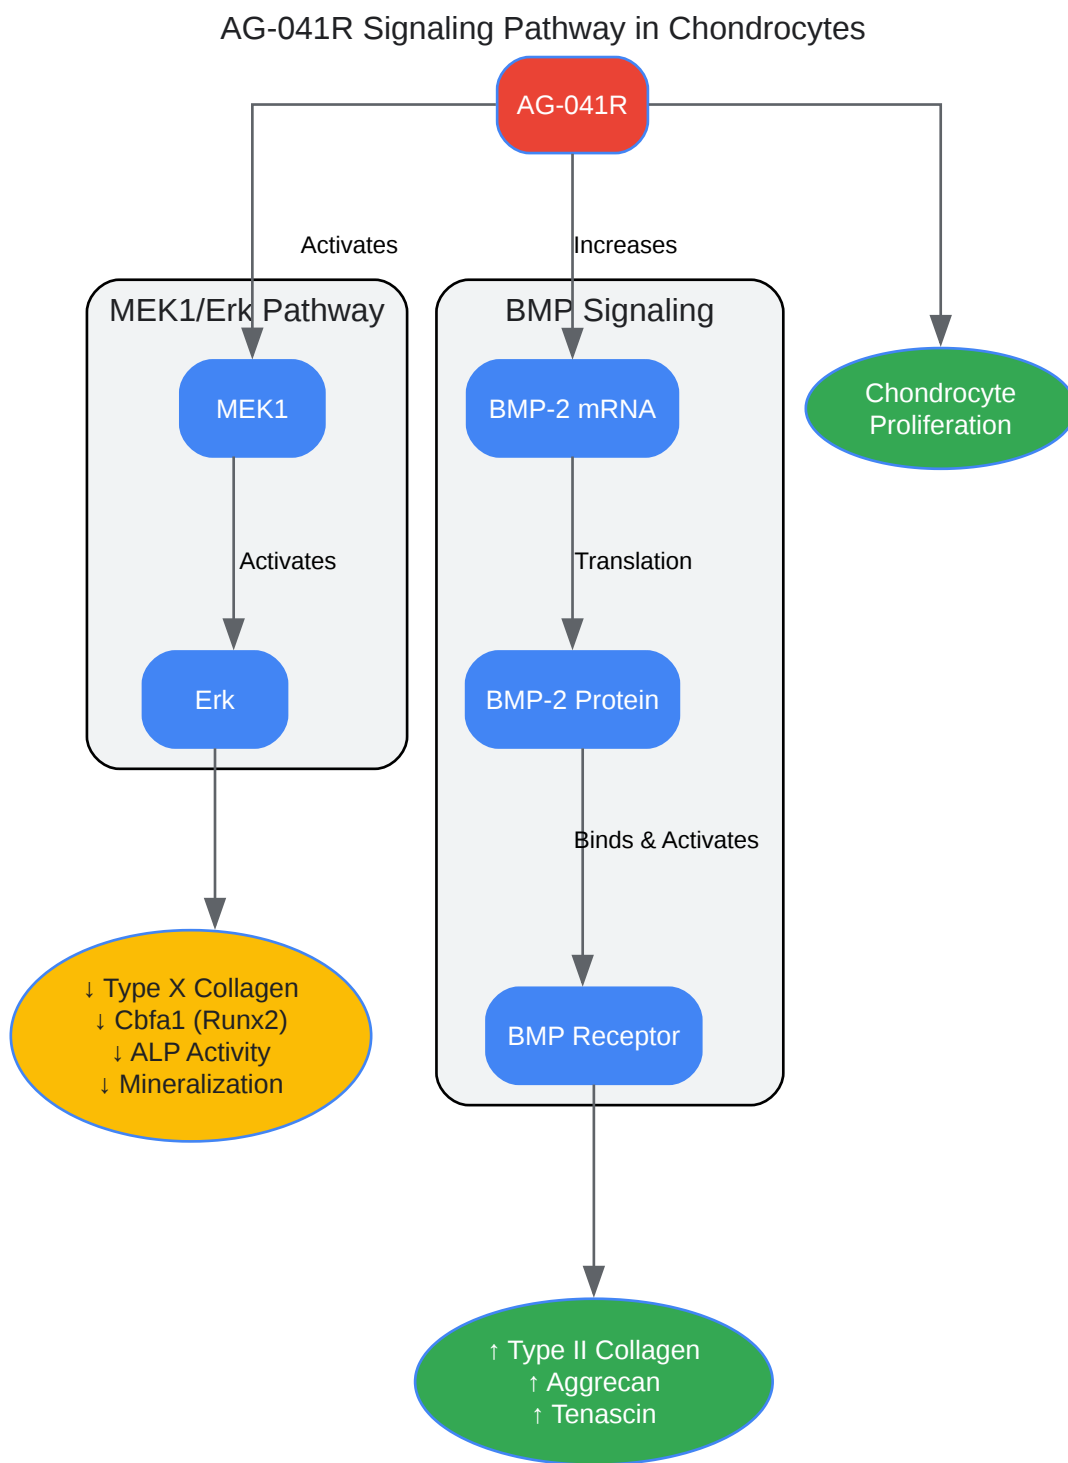 AG-041R Signaling Pathway in Chondrocytes
AG-041R
Activates
Increases
MEK1/Erk Pathway
BMP Signaling
MEK1
BMP-2 mRNA
Chondrocyte
Proliferation
Activates
Translation
Erk
BMP-2 Protein
Binds & Activates
↓ Type X Collagen
↓ Cbfa1 (Runx2)
↓ ALP Activity
↓ Mineralization
BMP Receptor
↑ Type II Collagen
↑ Aggrecan
↑ Tenascin